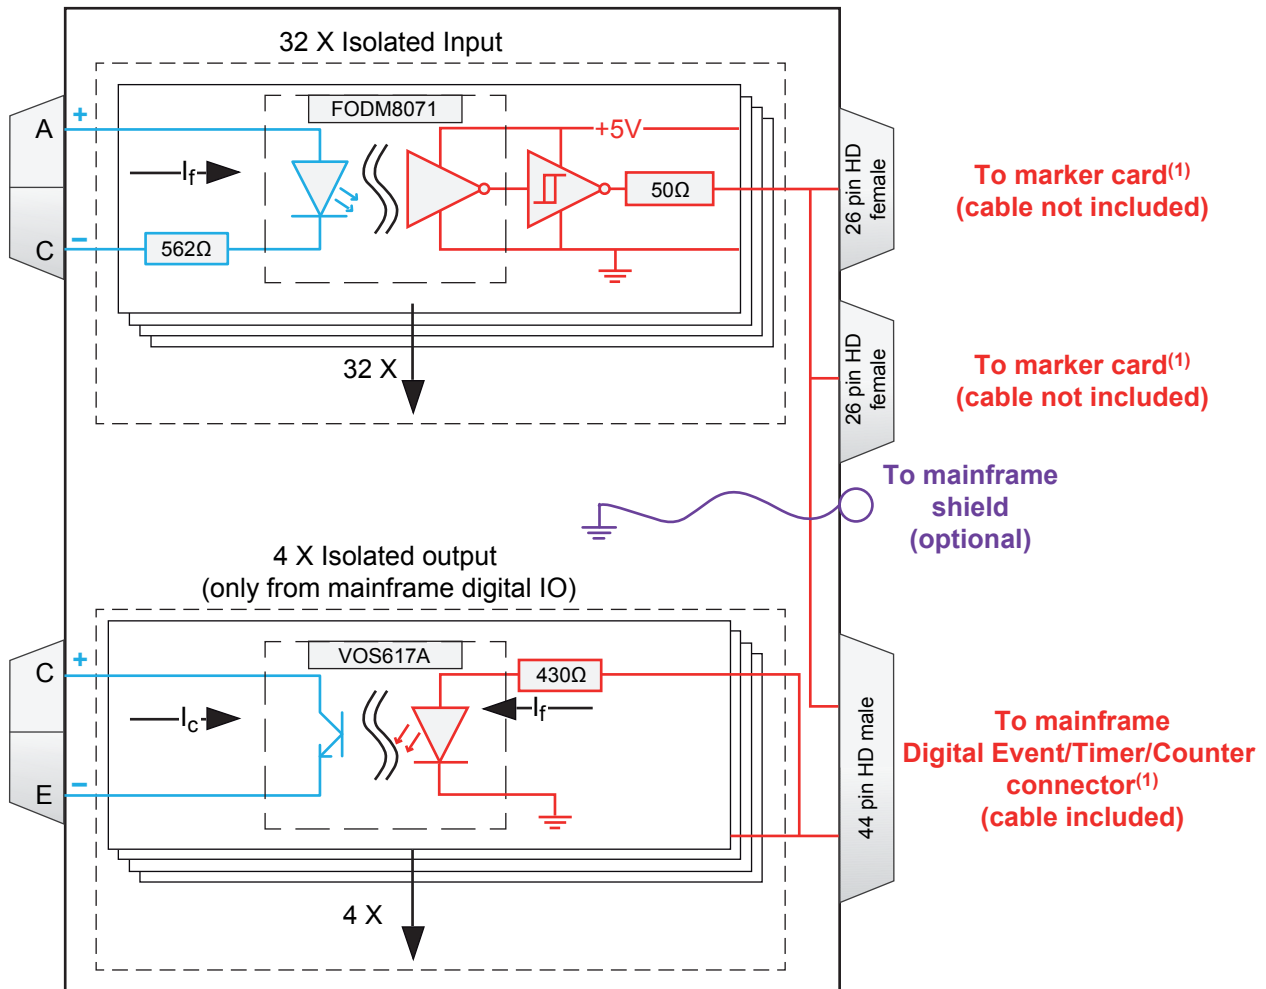 32 X Isolated Input
FODM8071
A
+
+5V
If
50Ω
26 pin HD
female
To marker card(1)
(cable not included)
–
C
562Ω
32 X
26 pin HD
female
To marker card(1)
(cable not included)
To mainframe
shield
(optional)
4 X Isolated output
(only from mainframe digital IO)
VOS617A
C
+
430Ω
Ic
If
–
E
44 pin HD male
To mainframe
Digital Event/Timer/Counter
connector(1)
(cable included)
4 X